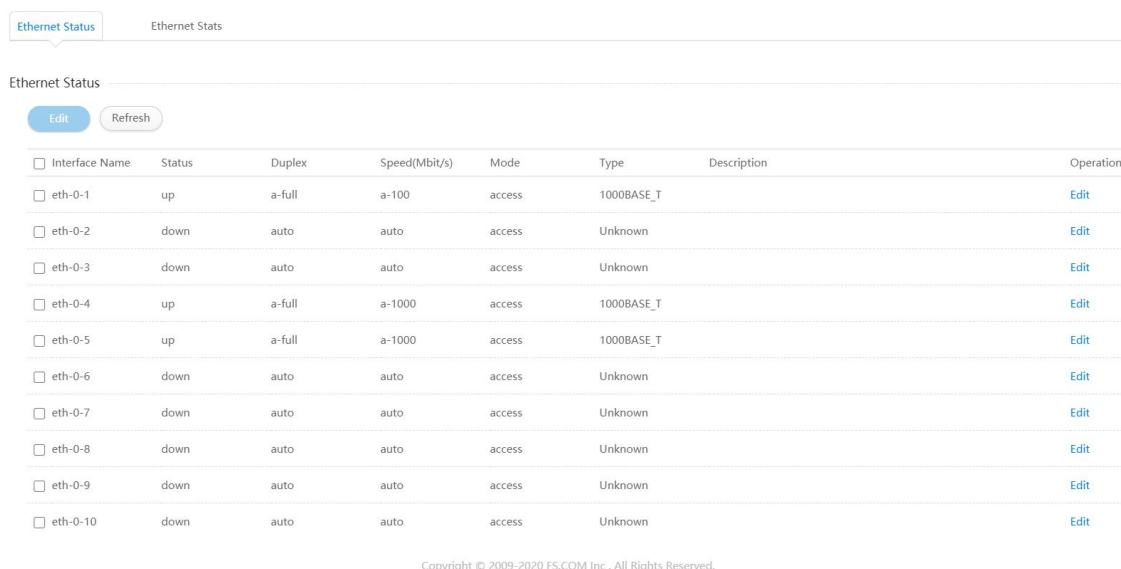 Ethernet Status Ethernet Stats
Ethernet Status
Edit Refresh
Interface Name Status Duplex Speed(Mbit/s) Mode Type Description Operation
eth-0-1 up a-full a-100 access 1000BASE_T Edit
eth-0-2 down auto auto access Unknown Edit
eth-0-3 down auto auto access Unknown Edit
eth-0-4 up a-full a-1000 access 1000BASE_T Edit
eth-0-5 up a-full a-1000 access 1000BASE_T Edit
eth-0-6 down auto auto access Unknown Edit
eth-0-7 down auto auto access Unknown Edit
eth-0-8 down auto auto access Unknown Edit
eth-0-9 down auto auto access Unknown Edit
eth-0-10 down auto auto access Unknown Edit
Copyright © 2009-2020 FS.COM Inc . All Rights Reserved.